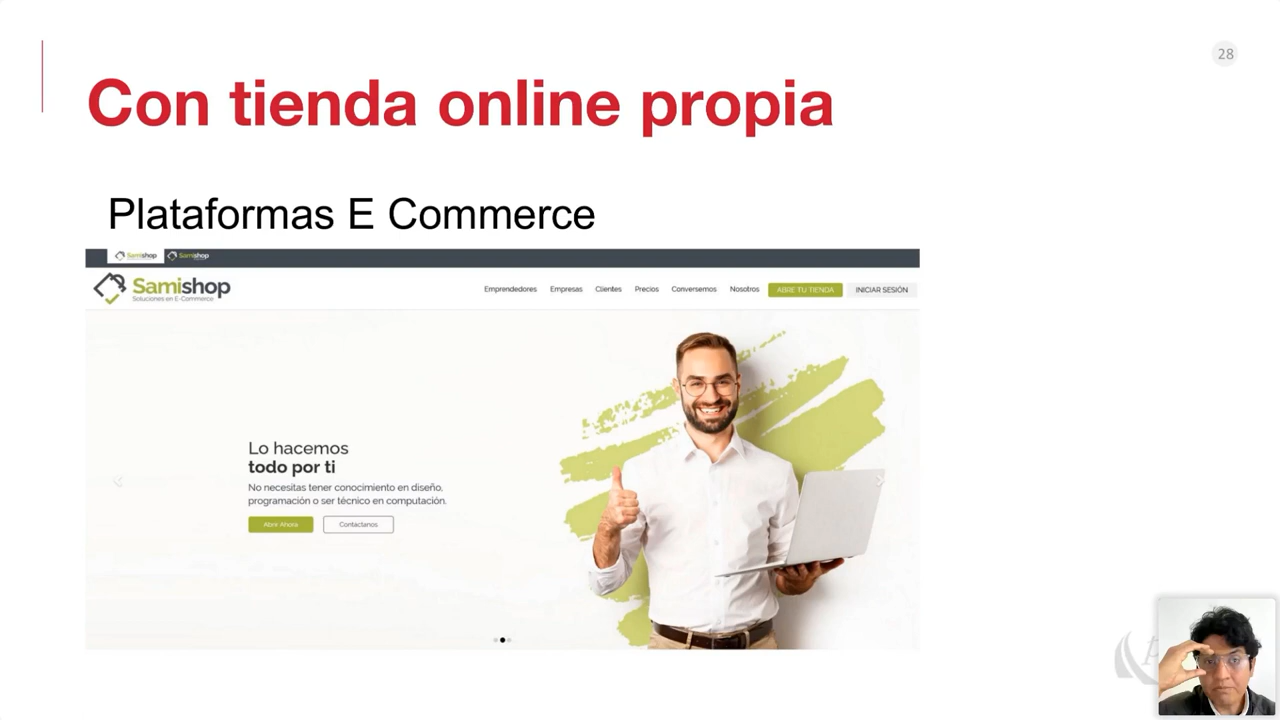 28
Con tienda online propia
Plataformas E Commerce
Samishop Samishop
Samishop
Soluciones en E-Commerce
Emprendedores Empresas Clientes Precios Conversemos Nosotros ABRE TU TIENDA INICIAR SESIÓN
Lo hacemos
todo por ti
No necesitas tener conocimiento en diseño,
programación o ser técnico en computación.
Abrir Ahora Contáctanos